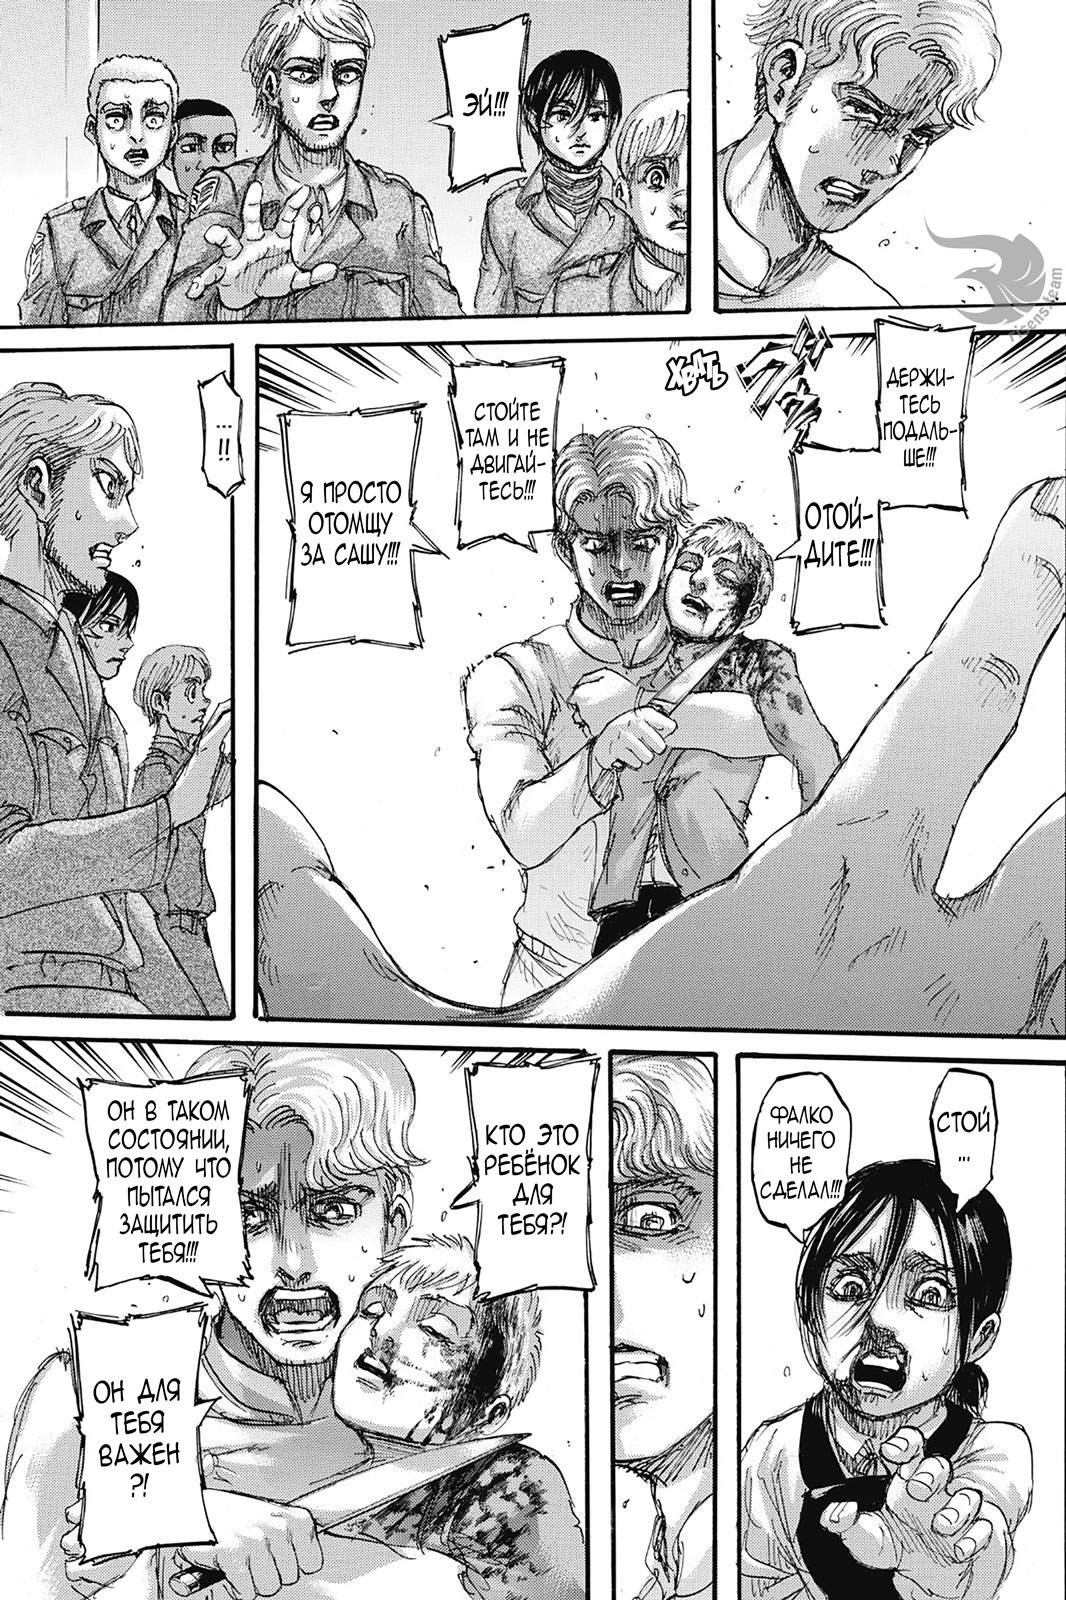 ЭЙ!!!
risens.team
ДЕРЖИ-
ТЕСЬ
ПОДАЛЬ-
ШЕ!!!
ОТОЙ-
ДИТЕ!!!
ХВАТЬ
СТОЙТЕ
ТАМ И НЕ
ДВИГАЙ-
ТЕСЬ!!!
Я ПРОСТО
ОТОМЩУ
ЗА САШУ!!!
...
!!
СТОЙ
...
ФАЛКО
НИЧЕГО
НЕ
СДЕЛАЛ!!!
КТО ЭТО
РЕБЁНОК
ДЛЯ
ТЕБЯ?!
ОН В ТАКОМ
СОСТОЯНИИ,
ПОТОМУ ЧТО
ПЫТАЛСЯ
ЗАЩИТИТЬ
ТЕБЯ!!!
ОН ДЛЯ
ТЕБЯ
ВАЖЕН
?!